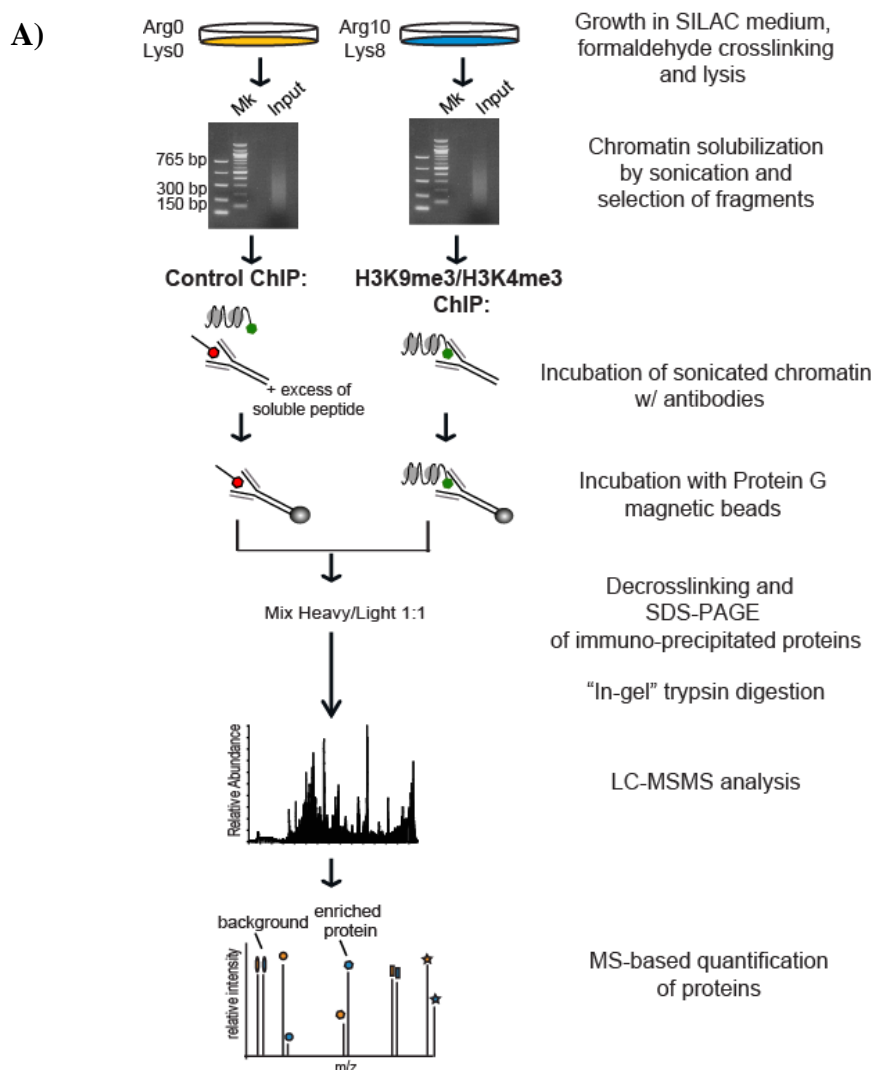 A)
Arg0
Lys0
Arg10
Lys8
Growth in SILAC medium,
formaldehyde crosslinking
and lysis
Mk
Input
Mk
Input
765 bp
300 bp
150 bp
Chromatin solubilization
by sonication and
selection of fragments
Control ChIP:
H3K9me3/H3K4me3
ChIP:
+ excess of
soluble peptide
Incubation of sonicated chromatin
w/ antibodies
Incubation with Protein G
magnetic beads
Mix Heavy/Light 1:1
Decrosslinking and
SDS-PAGE
of immuno-precipitated proteins
“In-gel” trypsin digestion
Relative Abundance
LC-MSMS analysis
background
enriched
protein
relative intensity
m/z
MS-based quantification
of proteins